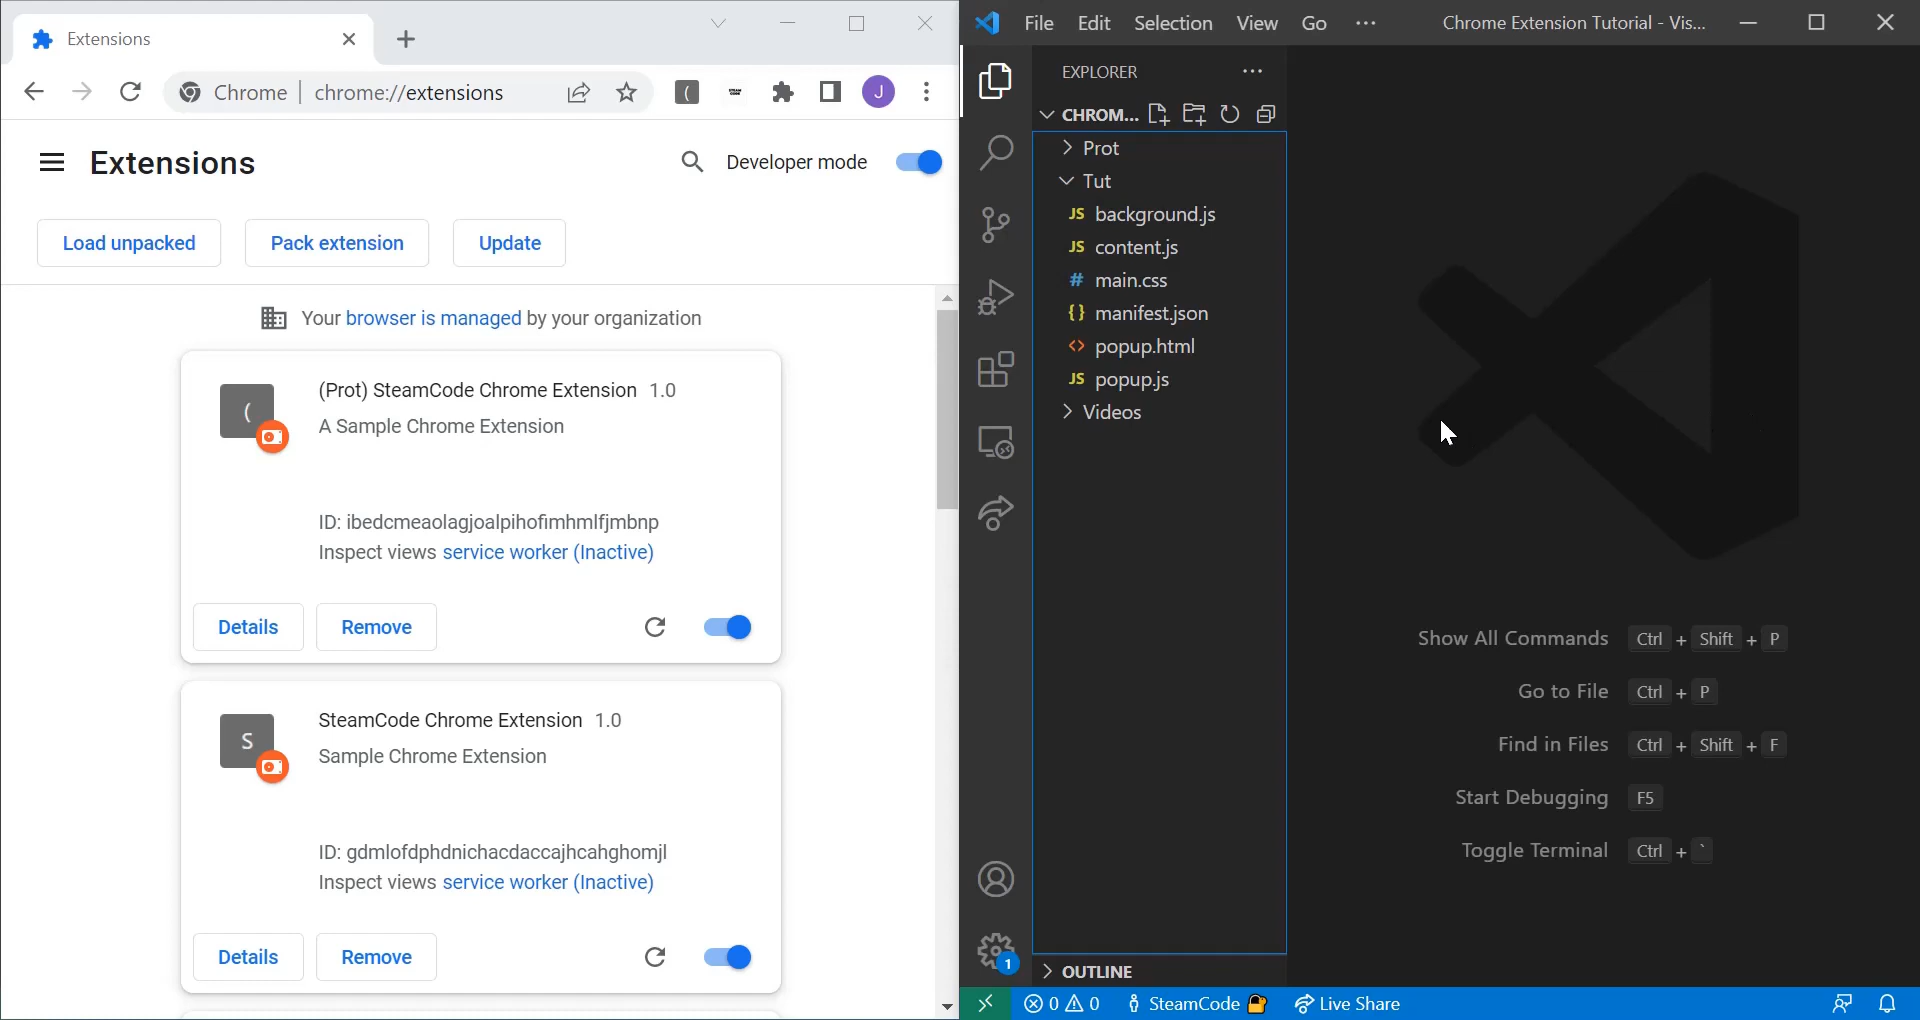 Extensions
Chrome | chrome://extensions
J
Extensions
Developer mode
Load unpacked
Pack extension
Update
Your browser is managed by your organization
(
(Prot) SteamCode Chrome Extension 1.0
A Sample Chrome Extension
ID: ibedcmeaolagjoalpihofimhmlfjmbnp
Inspect views service worker (Inactive)
Details
Remove
S
SteamCode Chrome Extension 1.0
Sample Chrome Extension
ID: gdmlofdphdnichacdaccajhcahghomjl
Inspect views service worker (Inactive)
Details
Remove
File Edit Selection View Go ··· Chrome Extension Tutorial - Vis...
EXPLORER ···
CHROM...
Prot
Tut
JS background.js
JS content.js
# main.css
{} manifest.json
<> popup.html
JS popup.js
Videos
OUTLINE
Show All Commands Ctrl + Shift + P
Go to File Ctrl + P
Find in Files Ctrl + Shift + F
Start Debugging F5
Toggle Terminal Ctrl + `
1
0 0 SteamCode Live Share